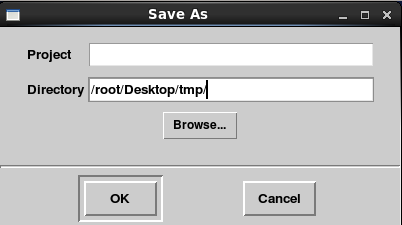 Save As
Project
Directory /root/Desktop/tmp/
Browse...
OK Cancel